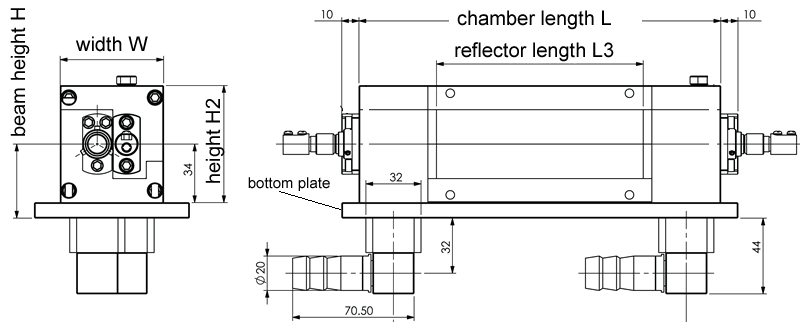 beam height H
width W
height H2
34
10
chamber length L
10
reflector length L3
bottom plate
32
32
44
Ø20
70.50